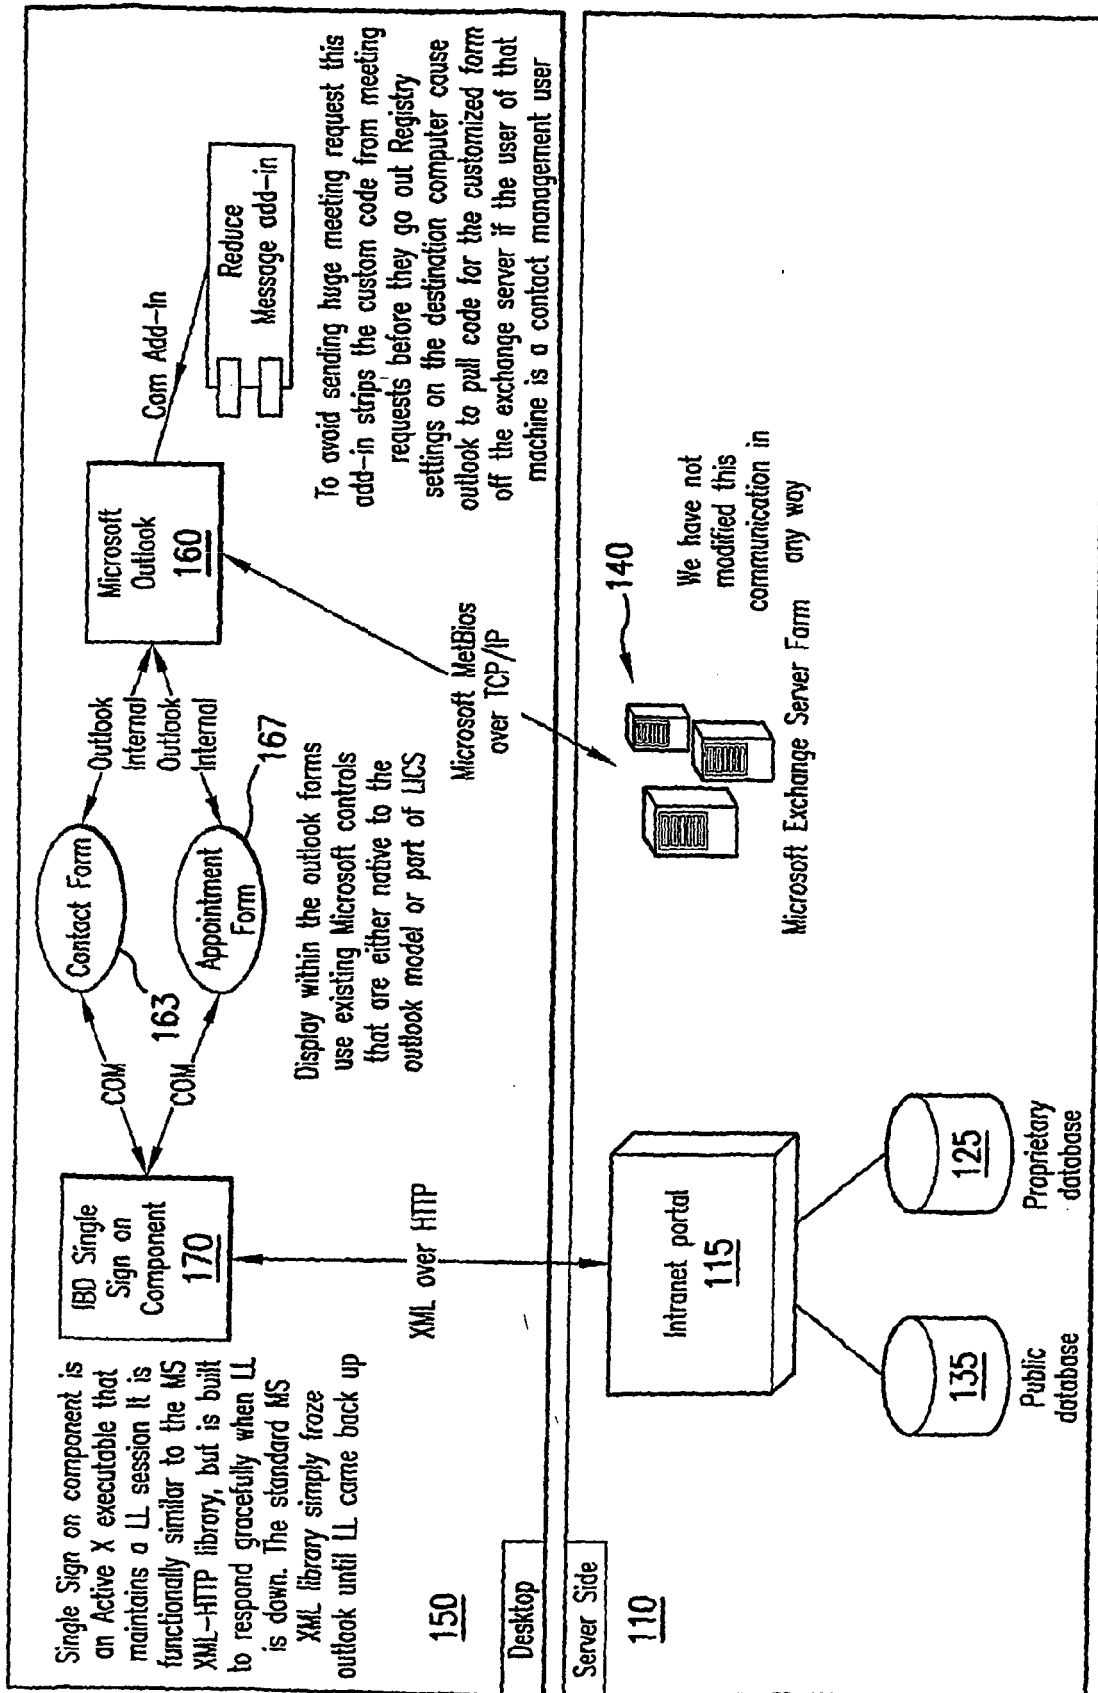 Single Sign on component is
an Active X executable that
maintains a LL session It is
functionally similar to the MS
XML-HTTP library, but is built
to respond gracefully when LL
is down. The standard MS
XML library simply froze
outlook until LL came back up
150
Desktop
IBD Single
Sign on
Component
170
COM
COM
Contact Form
163
Appointment
Form
167
Outlook
Internal
Outlook
Internal
Microsoft
Outlook
160
Com Add-In
Reduce
Message add-in
Display within the outlook forms
use existing Microsoft controls
that are either native to the
outlook model or part of LICS
To avoid sending huge meeting request this
add-in strips the custom code from meeting
requests before they go out Registry
settings on the destination computer cause
outlook to pull code for the customized form
off the exchange server if the user of that
machine is a contact management user
XML over HTTP
Microsoft MetBios
over TCP/IP
Server Side
110
Intranet portal
115
135
Public
database
125
Proprietary
database
140
Microsoft Exchange Server Farm
We have not
modified this
communication in
any way